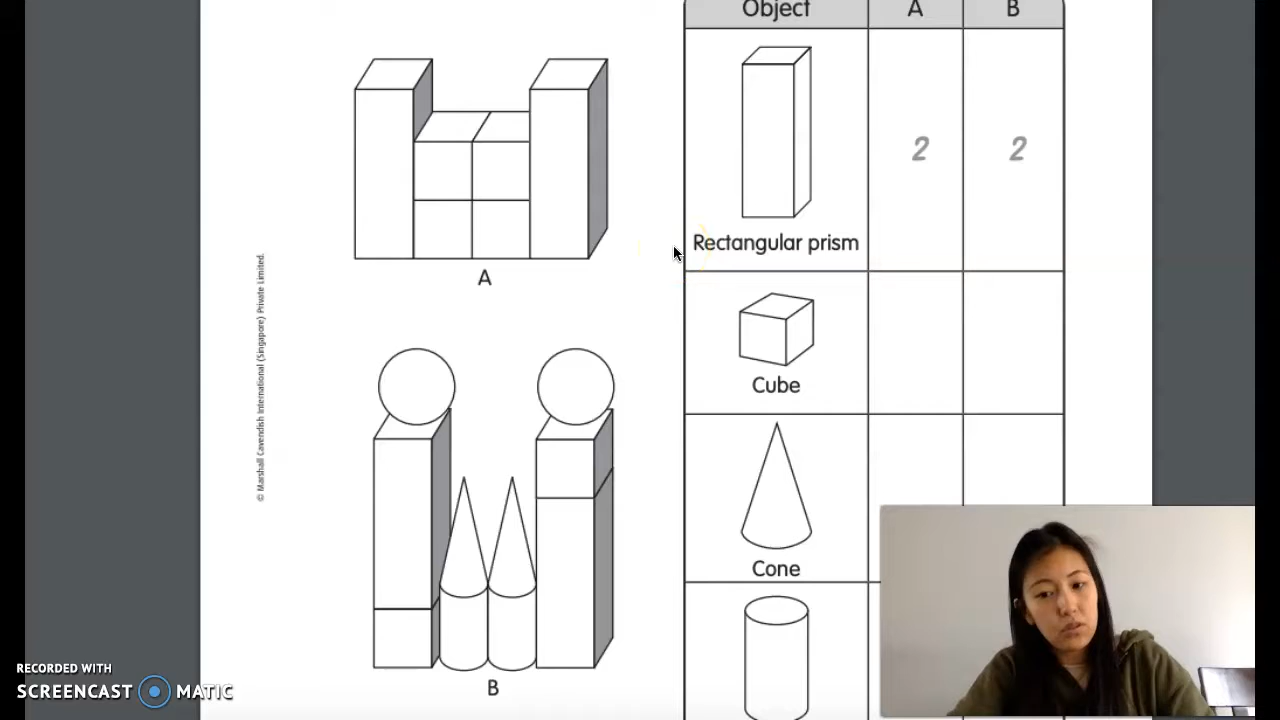 Object A B
2 2
Rectangular prism
A
© Marshall Cavendish International (Singapore) Private Limited.
Cube
Cone
B
RECORDED WITH
SCREENCAST MATIC